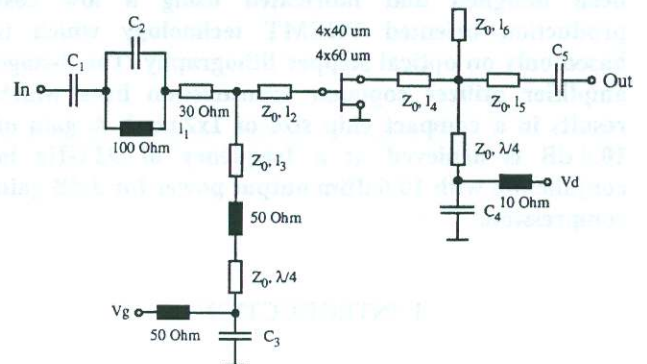 C₂
C₁
In
30 Ohm
l₁
100 Ohm
Z₀, l₂
4x40 um
4x60 um
Z₀, l₆
C₅
Out
Z₀, l₄
Z₀, l₅
Z₀, l₃
Z₀, λ/4
Vd
10 Ohm
C₄
50 Ohm
Z₀, λ/4
Vg
50 Ohm
C₃